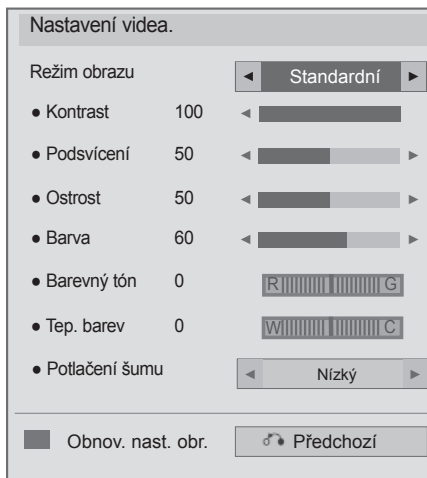 Nastavení videa.
Režim obrazu ◄ Standardní ►
● Kontrast 100 ◄
● Podsvícení 50 ◄ ►
● Ostrost 50 ◄ ►
● Barva 60 ◄ ►
● Barevný tón 0 R G
● Tep. barev 0 W C
● Potlačení šumu ◄ Nízký ►
Obnov. nast. obr. Předchozí